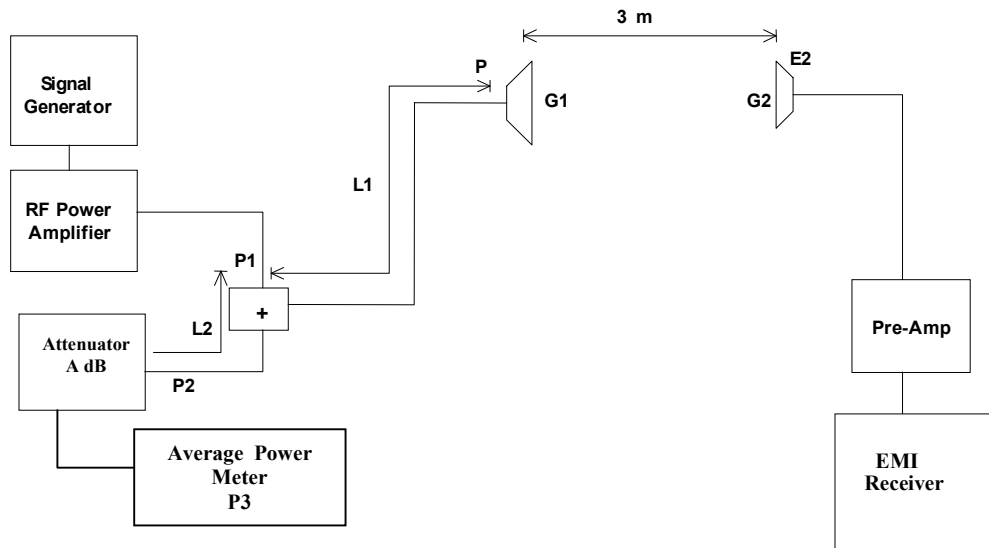 3 m
Signal
Generator
P
E2
G1
G2
L1
RF Power
Amplifier
P1
+
L2
Pre-Amp
Attenuator
A dB
P2
Average Power
Meter
P3
EMI
Receiver